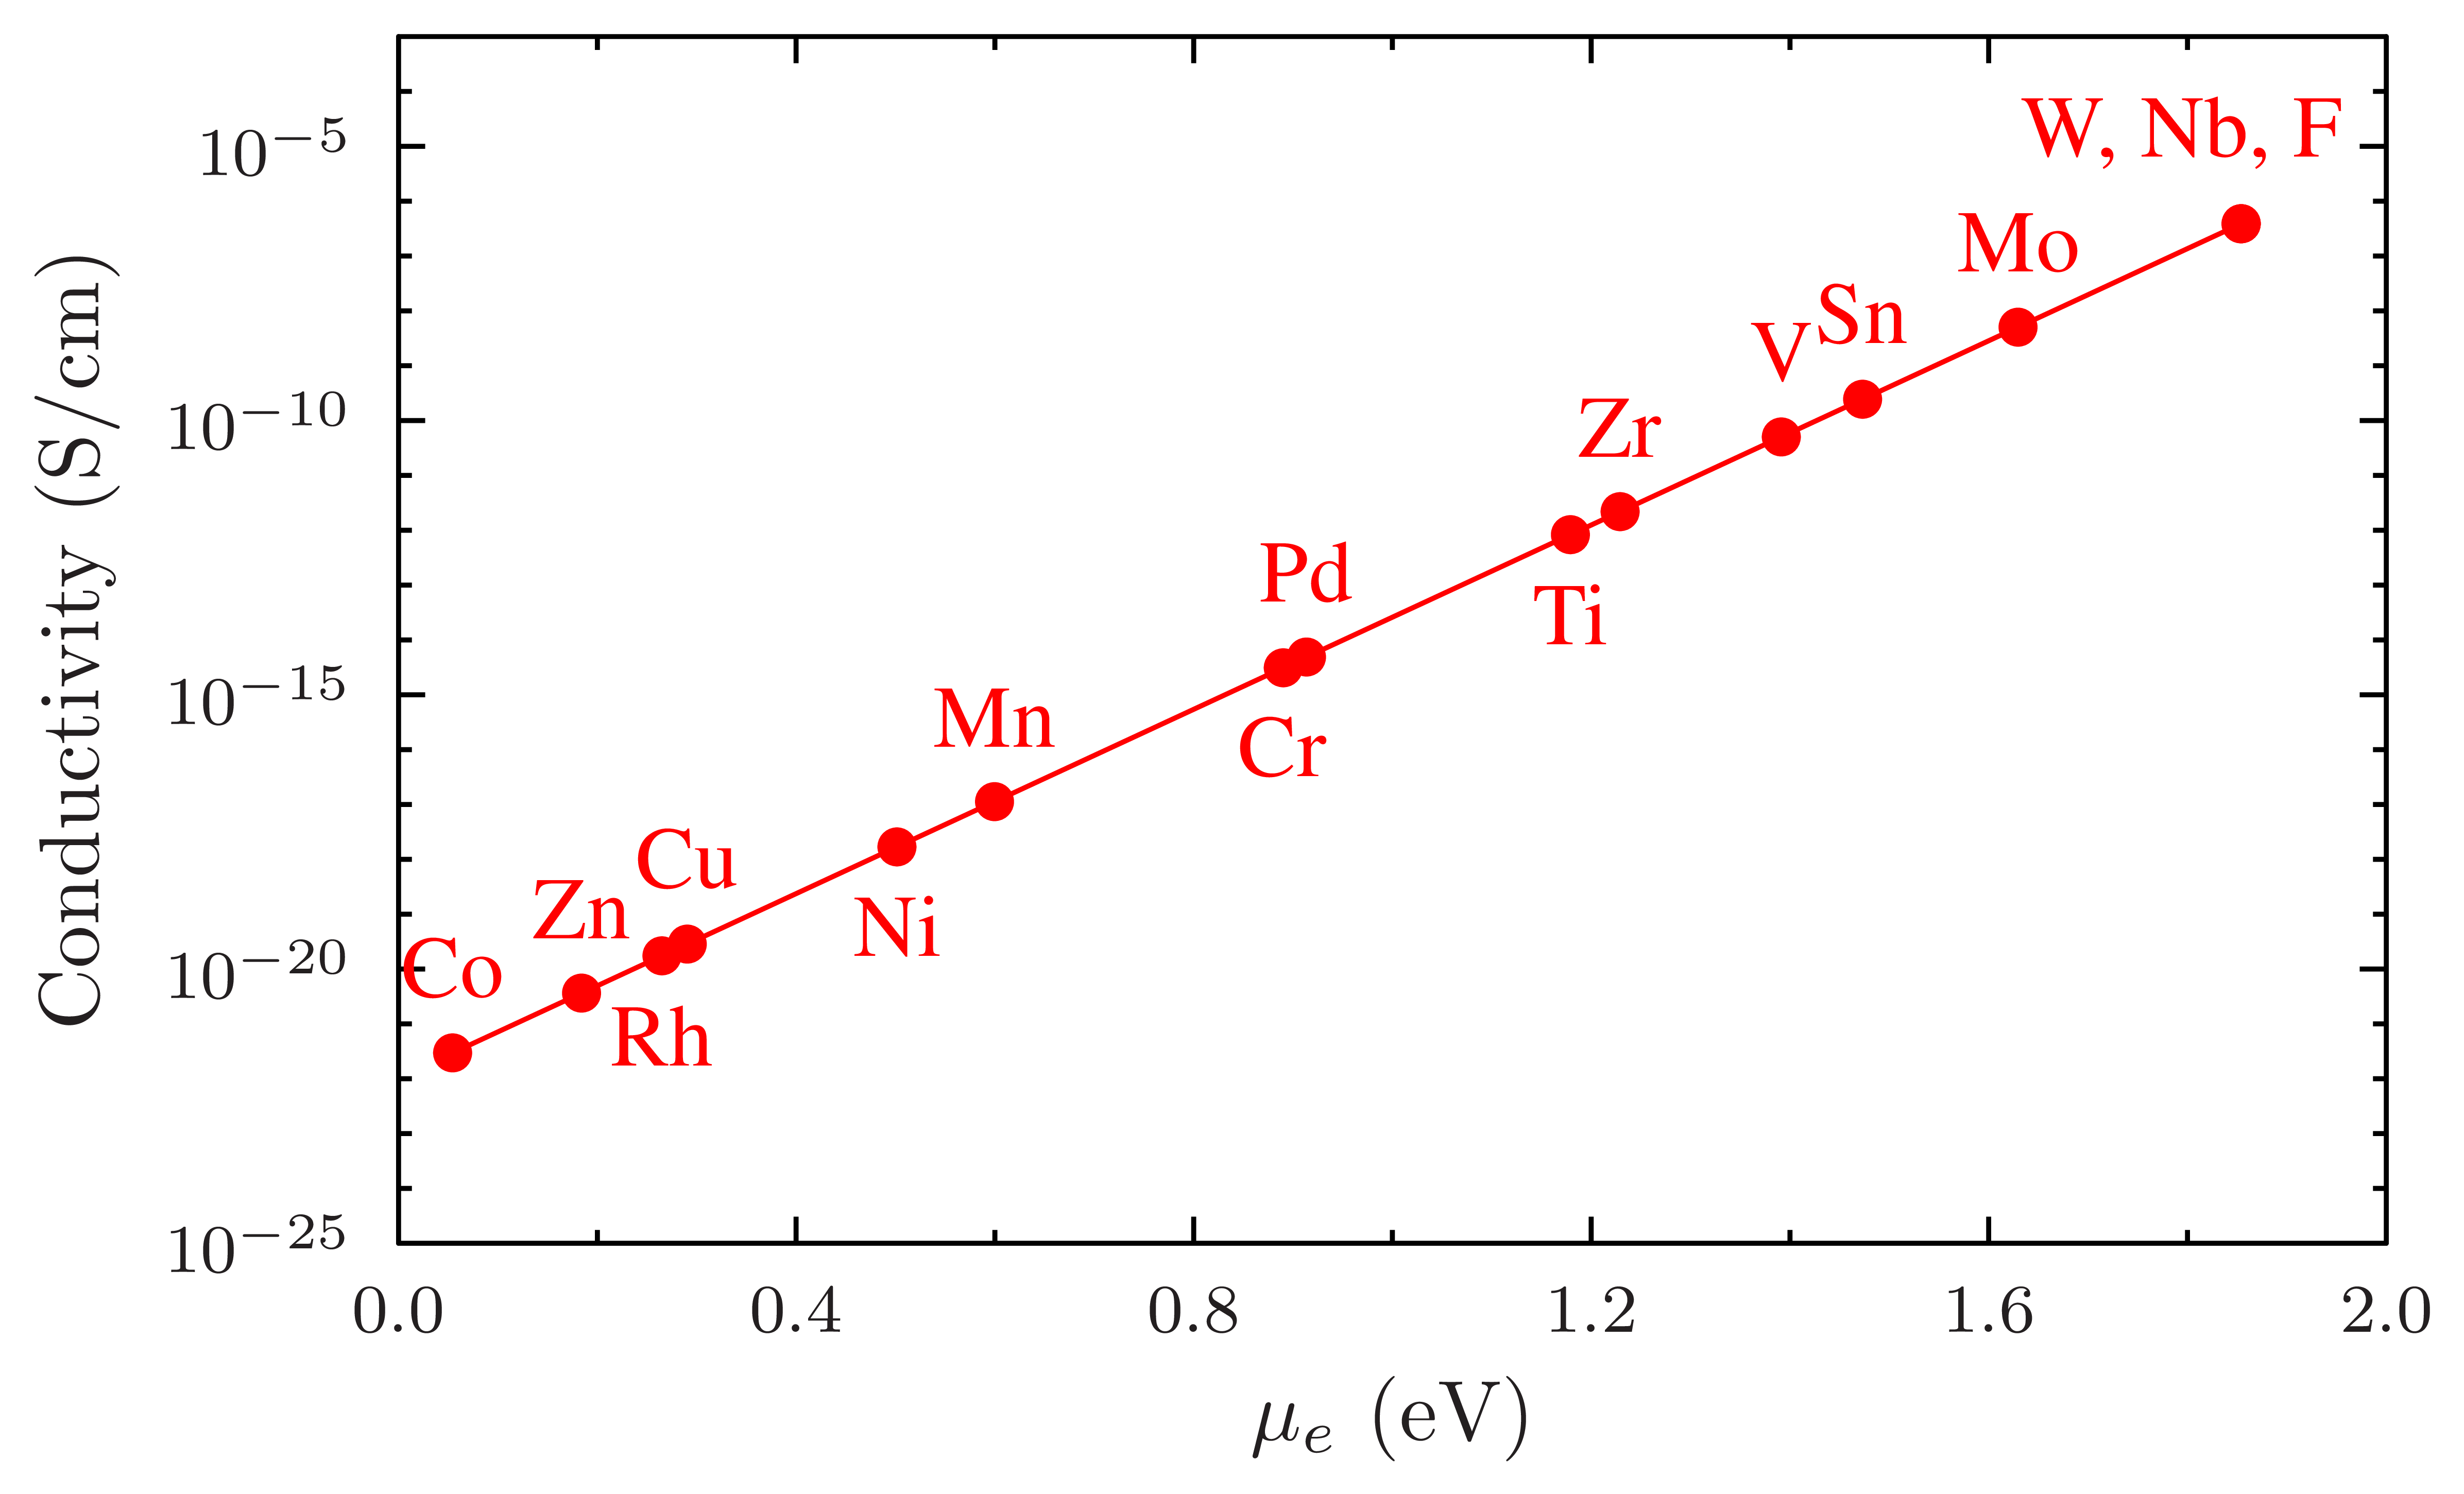 W, Nb, F
10⁻⁵
Mo
Sn
V
10⁻¹⁰
Zr
Pd
Ti
10⁻¹⁵
Mn
Cr
Cu
Zn
Ni
Co
10⁻²⁰
Rh
10⁻²⁵
Conductivity (S/cm)
0.0 0.4 0.8 1.2 1.6 2.0
μₑ (eV)